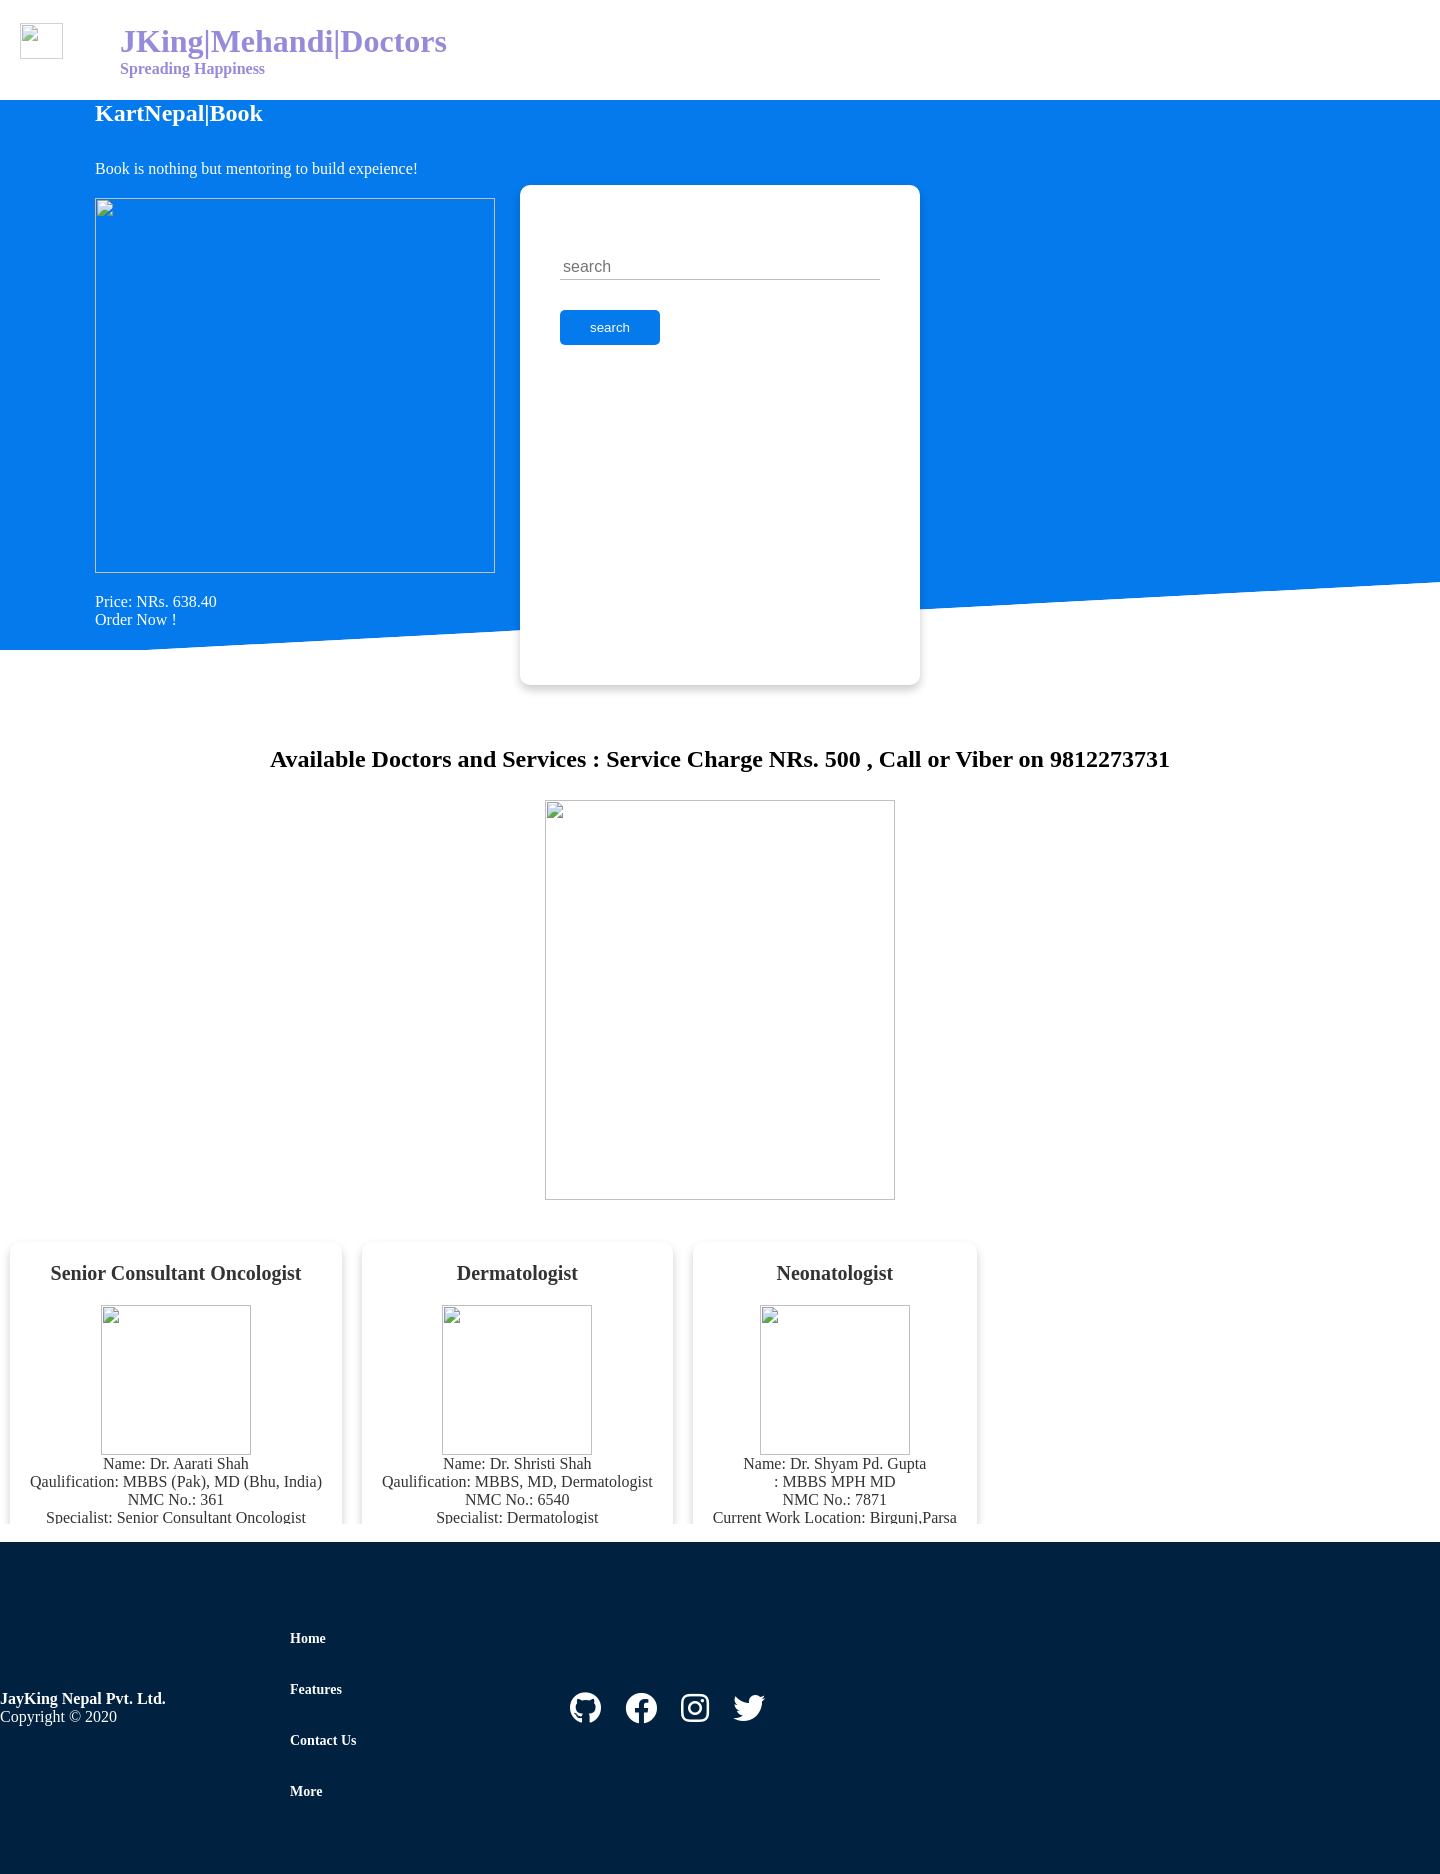 JKing|Mehandi|Doctors
Spreading Happiness
KartNepal|Book
Book is nothing but mentoring to build expeience!
search
search
Price: NRs. 638.40
Order Now !
Available Doctors and Services : Service Charge NRs. 500 , Call or Viber on 9812273731
Senior Consultant Oncologist
Name: Dr. Aarati Shah
Qaulification: MBBS (Pak), MD (Bhu, India)
NMC No.: 361
Specialist: Senior Consultant Oncologist
Dermatologist
Name: Dr. Shristi Shah
Qaulification: MBBS, MD, Dermatologist
NMC No.: 6540
Specialist: Dermatologist
Neonatologist
Name: Dr. Shyam Pd. Gupta
: MBBS MPH MD
NMC No.: 7871
Current Work Location: Birgunj,Parsa
JayKing Nepal Pvt. Ltd.
Copyright © 2020
Home
Features
Contact Us
More